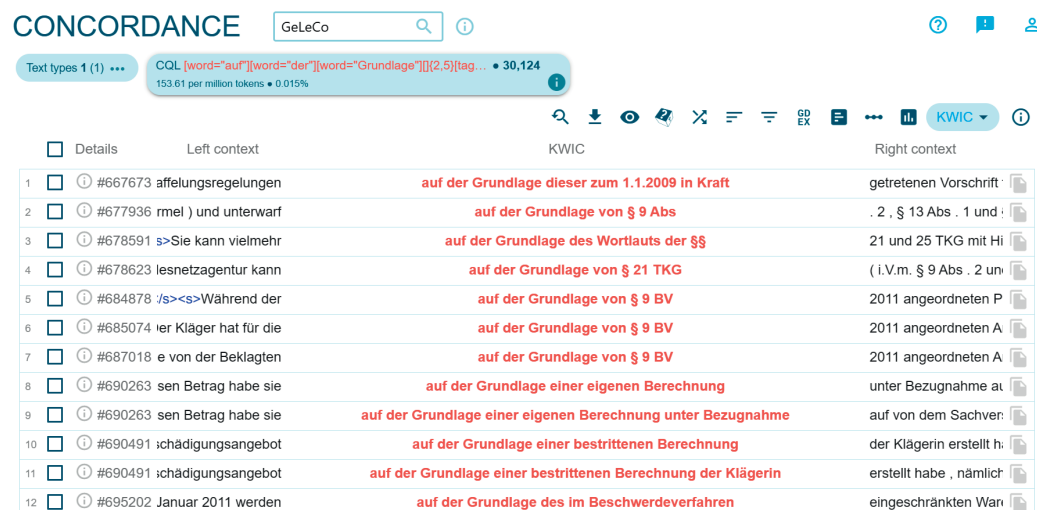 CONCORDANCE GeLeCo
Text types 1 (1) •••
CQL [word="auf"][word="der"][word="Grundlage"][]{2,5}[tag... • 30,124
153.61 per million tokens • 0.015%
GD EX KWIC
Details Left context KWIC Right context
1 #667673 affelungsregelungen auf der Grundlage dieser zum 1.1.2009 in Kraft getretenen Vorschrift
2 #677936 rmel ) und unterwarf auf der Grundlage von § 9 Abs . 2 , § 13 Abs . 1 und
3 #678591 s>Sie kann vielmehr auf der Grundlage des Wortlauts der §§ 21 und 25 TKG mit Hi
4 #678623 lesnetzagentur kann auf der Grundlage von § 21 TKG ( i.V.m. § 9 Abs . 2 un
5 #684878 /s><s>Während der auf der Grundlage von § 9 BV 2011 angeordneten P
6 #685074 er Kläger hat für die auf der Grundlage von § 9 BV 2011 angeordneten A
7 #687018 e von der Beklagten auf der Grundlage von § 9 BV 2011 angeordneten A
8 #690263 sen Betrag habe sie auf der Grundlage einer eigenen Berechnung unter Bezugnahme au
9 #690263 sen Betrag habe sie auf der Grundlage einer eigenen Berechnung unter Bezugnahme auf von dem Sachver
10 #690491 schädigungsangebot auf der Grundlage einer bestrittenen Berechnung der Klägerin erstellt h
11 #690491 schädigungsangebot auf der Grundlage einer bestrittenen Berechnung der Klägerin erstellt habe , nämlich
12 #695202 Januar 2011 werden auf der Grundlage des im Beschwerdeverfahren eingeschränkten Ware